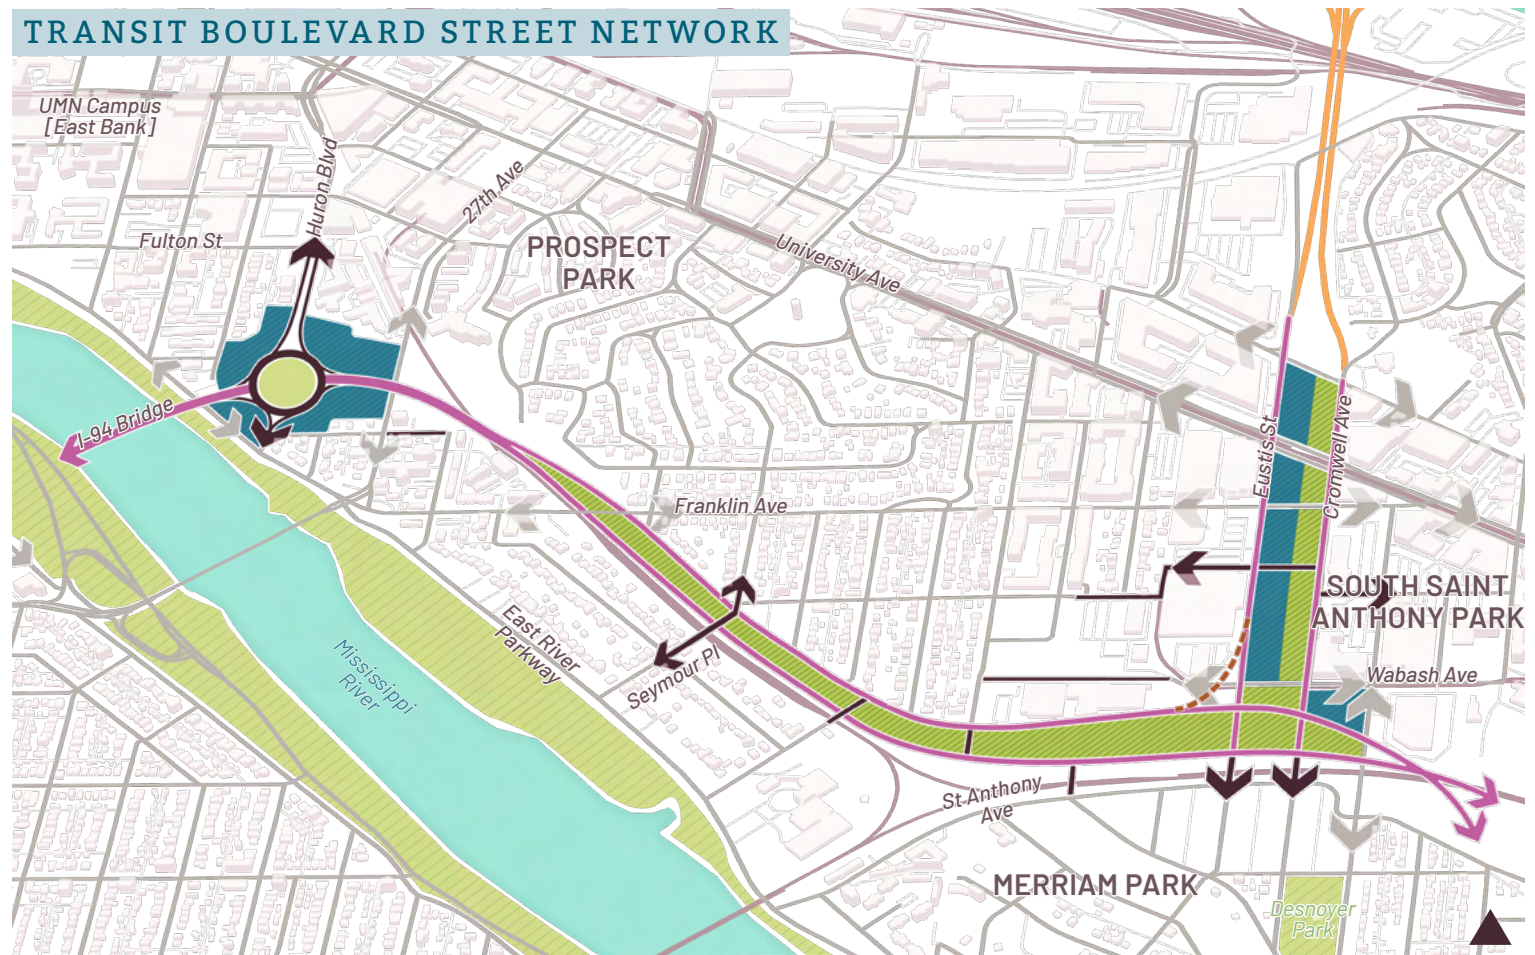 TRANSIT BOULEVARD STREET NETWORK
UMN Campus
[East Bank]
Huron Blvd
27th Ave
Fulton St
PROSPECT
PARK
University Ave
I-94 Bridge
Eustis St
Cromwell Ave
Franklin Ave
SOUTH SAINT
ANTHONY PARK
East River
Parkway
Mississippi
River
Seymour Pl
Wabash Ave
St Anthony
Ave
MERRIAM PARK
Desnoyer
Park